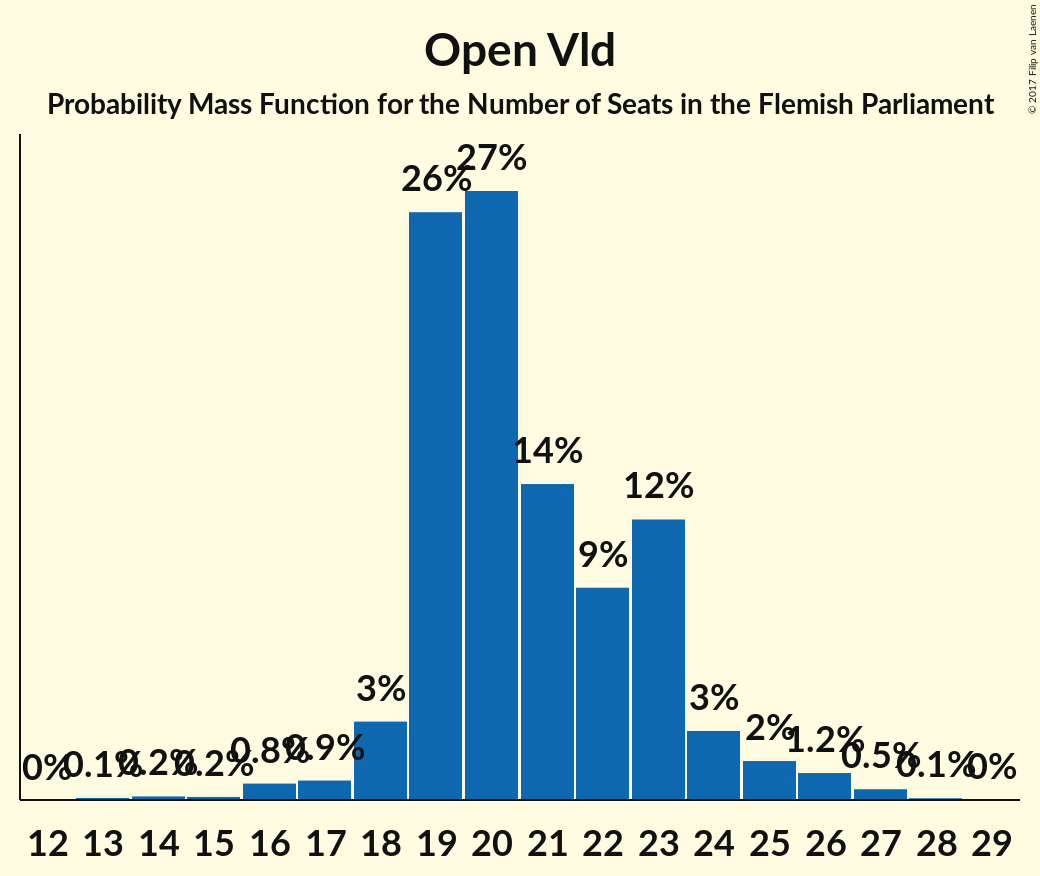 Open Vld
Probability Mass Function for the Number of Seats in the Flemish Parliament
© 2017 Filip van Laenen
0% 0.1% 0.2% 0.2% 0.8% 0.9% 3% 26% 27% 14% 9% 12% 3% 2% 1.2% 0.5% 0.1% 0%
12 13 14 15 16 17 18 19 20 21 22 23 24 25 26 27 28 29